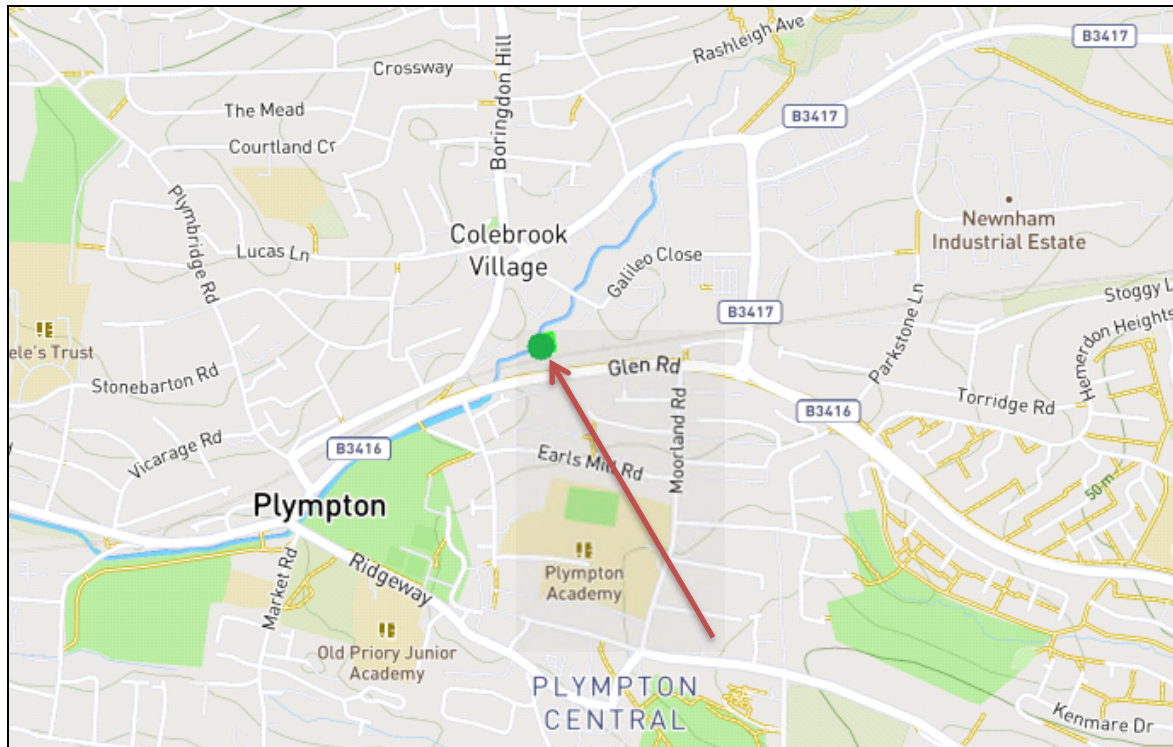 Rashleigh Ave
B3417
Crossway
Boringdon Hill
The Mead
B3417
Courtland Cr
Plymbridge Rd
Newnham
Industrial Estate
Colebrook
Village
Lucas Ln
Galileo Close
Stoggy L
B3417
Parkstone Ln
Hemerdon Heights
ele's Trust
Stonebarton Rd
Glen Rd
Torridge Rd
Moorland Rd
B3416
Vicarage Rd
B3416
Earls Mill Rd
50 m
Plympton
Ridgeway
Market Rd
Plympton
Academy
Old Priory Junior
Academy
PLYMPTON
CENTRAL
Kenmare Dr